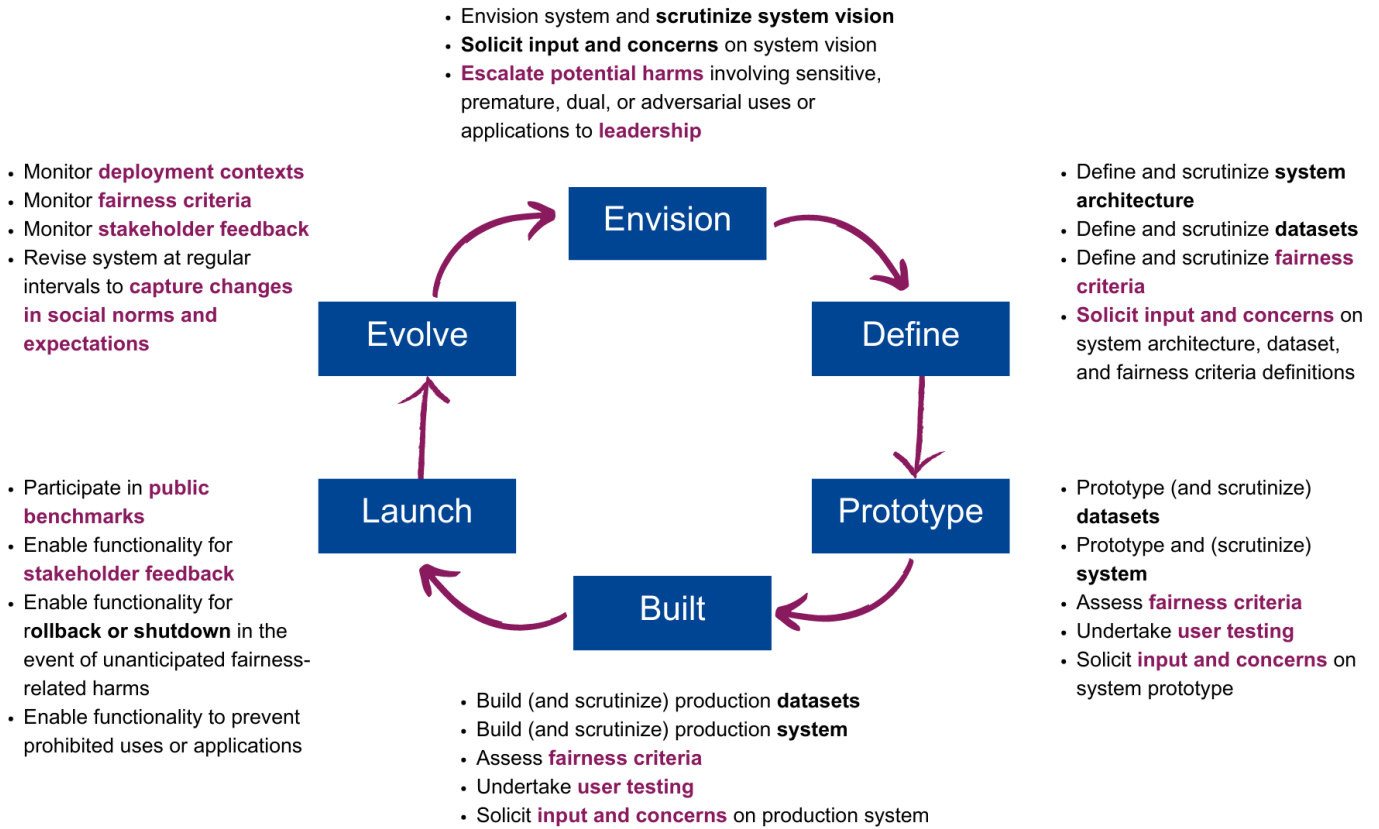 • Envision system and scrutinize system vision
• Solicit input and concerns on system vision
• Escalate potential harms involving sensitive,
premature, dual, or adversarial uses or
applications to leadership
Envision
• Define and scrutinize system
architecture
• Define and scrutinize datasets
• Define and scrutinize fairness
criteria
• Solicit input and concerns on
system architecture, dataset,
and fairness criteria definitions
Define
• Prototype (and scrutinize)
datasets
• Prototype and (scrutinize)
system
• Assess fairness criteria
• Undertake user testing
• Solicit input and concerns on
system prototype
Prototype
Built
• Build (and scrutinize) production datasets
• Build (and scrutinize) production system
• Assess fairness criteria
• Undertake user testing
• Solicit input and concerns on production system
Launch
• Participate in public
benchmarks
• Enable functionality for
stakeholder feedback
• Enable functionality for
rollback or shutdown in the
event of unanticipated fairness-
related harms
• Enable functionality to prevent
prohibited uses or applications
Evolve
• Monitor deployment contexts
• Monitor fairness criteria
• Monitor stakeholder feedback
• Revise system at regular
intervals to capture changes
in social norms and
expectations